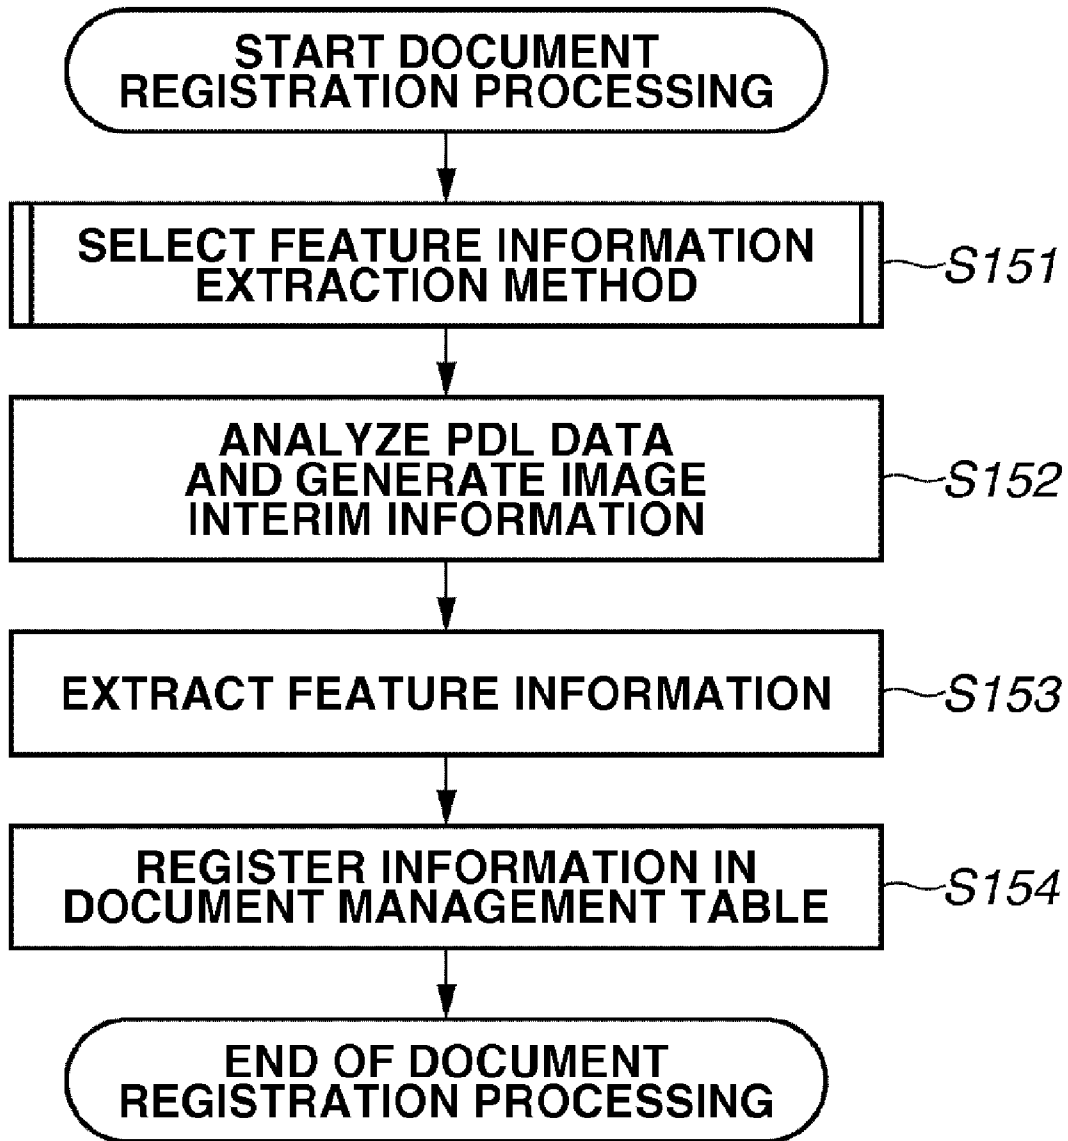 START DOCUMENT
REGISTRATION PROCESSING
SELECT FEATURE INFORMATION
EXTRACTION METHOD
S151
ANALYZE PDL DATA
AND GENERATE IMAGE
INTERIM INFORMATION
S152
EXTRACT FEATURE INFORMATION
S153
REGISTER INFORMATION IN
DOCUMENT MANAGEMENT TABLE
S154
END OF DOCUMENT
REGISTRATION PROCESSING